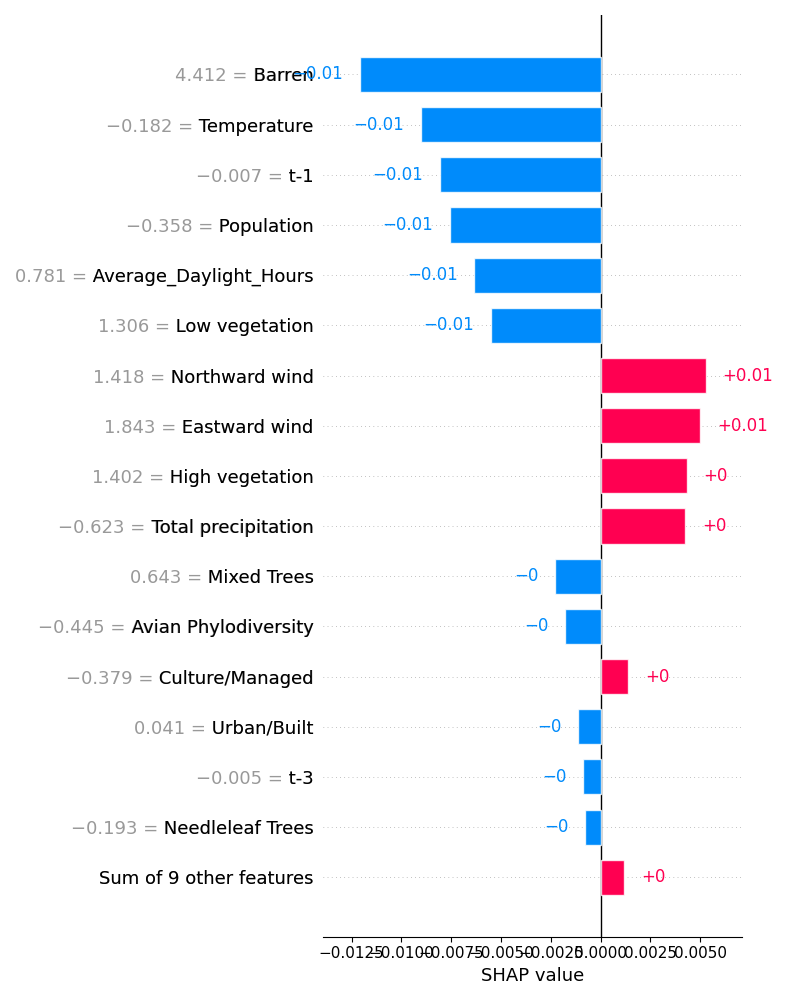 4.412 = Barren −0.01
−0.182 = Temperature −0.01
−0.007 = t-1 −0.01
−0.358 = Population −0.01
0.781 = Average_Daylight_Hours −0.01
1.306 = Low vegetation −0.01
1.418 = Northward wind +0.01
1.843 = Eastward wind +0.01
1.402 = High vegetation +0
−0.623 = Total precipitation +0
0.643 = Mixed Trees −0
−0.445 = Avian Phylodiversity −0
−0.379 = Culture/Managed +0
0.041 = Urban/Built −0
−0.005 = t-3 −0
−0.193 = Needleleaf Trees −0
Sum of 9 other features +0
−0.0125 −0.0100 −0.0075 −0.0050 −0.0025 0.0000 0.0025 0.0050
SHAP value